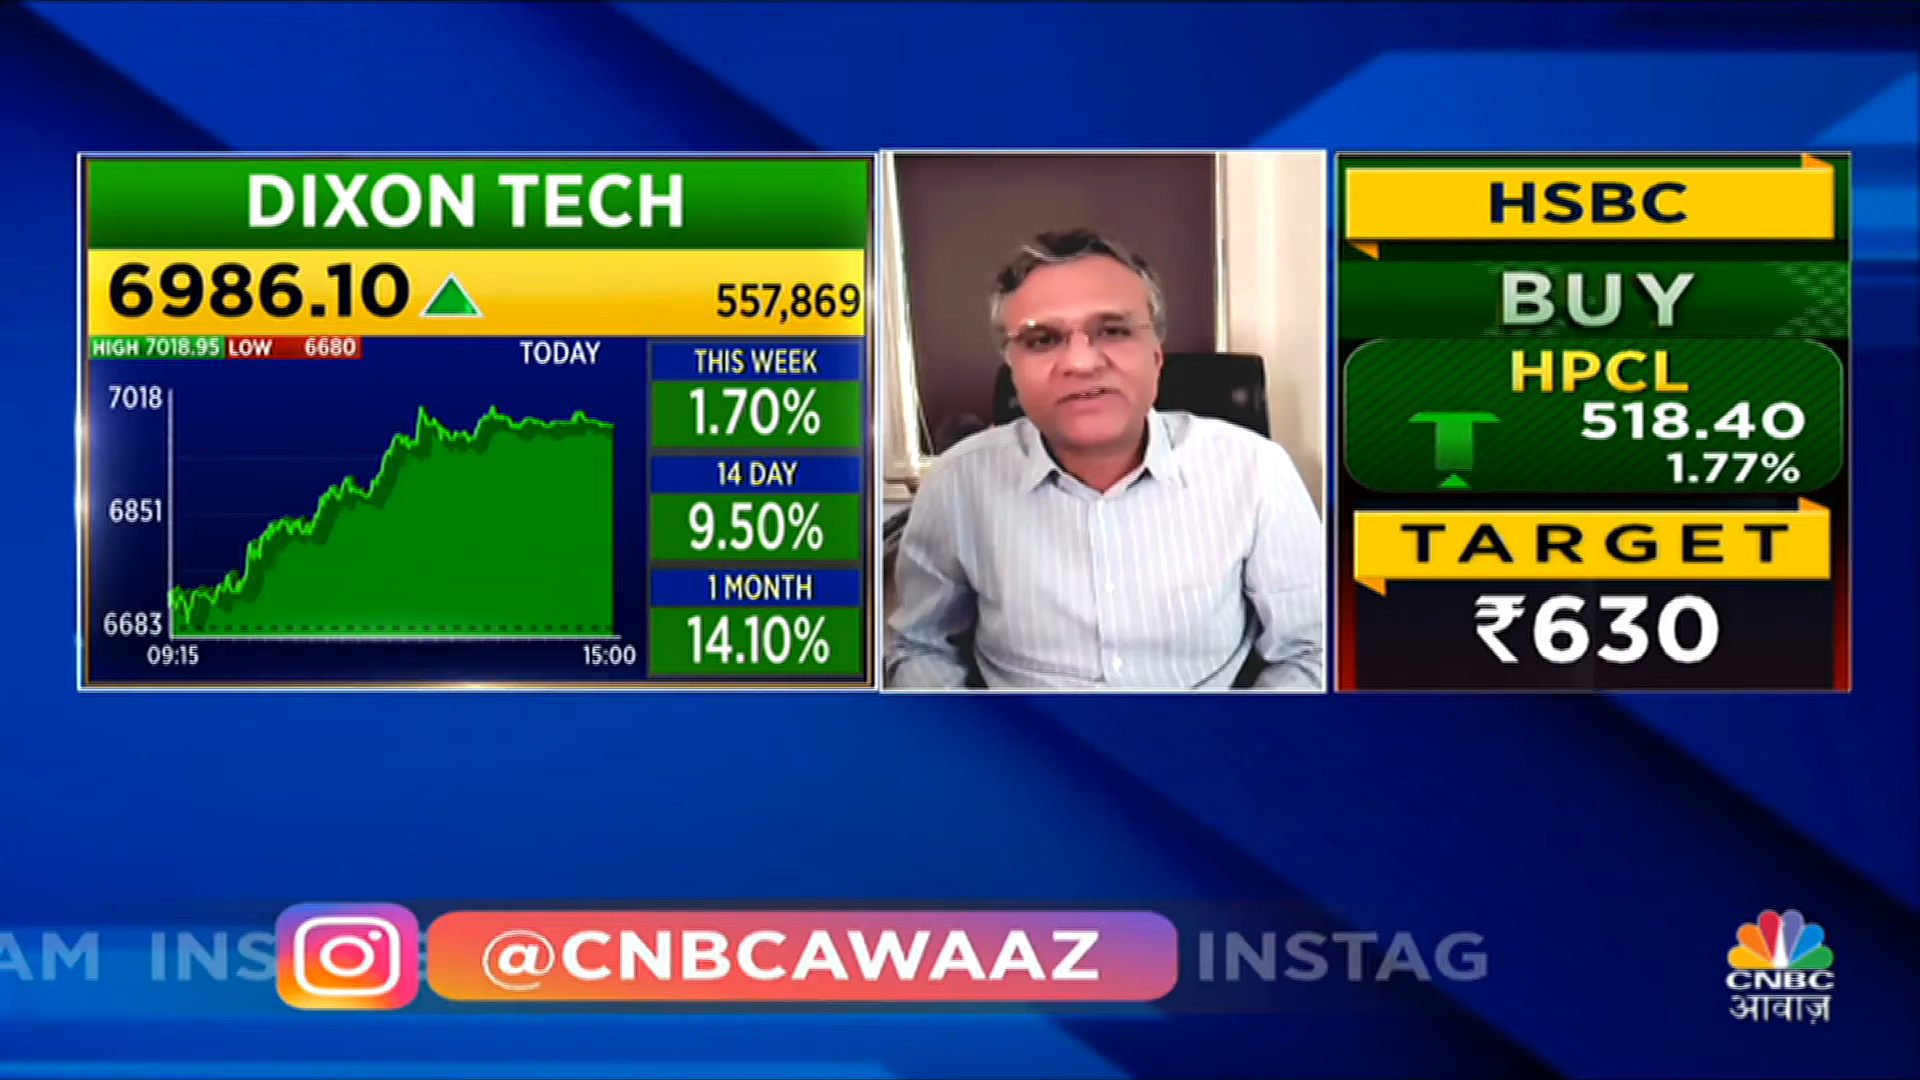 DIXON TECH
6986.10
557,869
HIGH 7018.95 LOW 6680
TODAY
7018
6851
6683
09:15
15:00
THIS WEEK
1.70%
14 DAY
9.50%
1 MONTH
14.10%
HSBC
BUY
HPCL
518.40
1.77%
TARGET
₹630
AM INS @CNBCAWAAZ INSTAG
CNBC
आवाज़